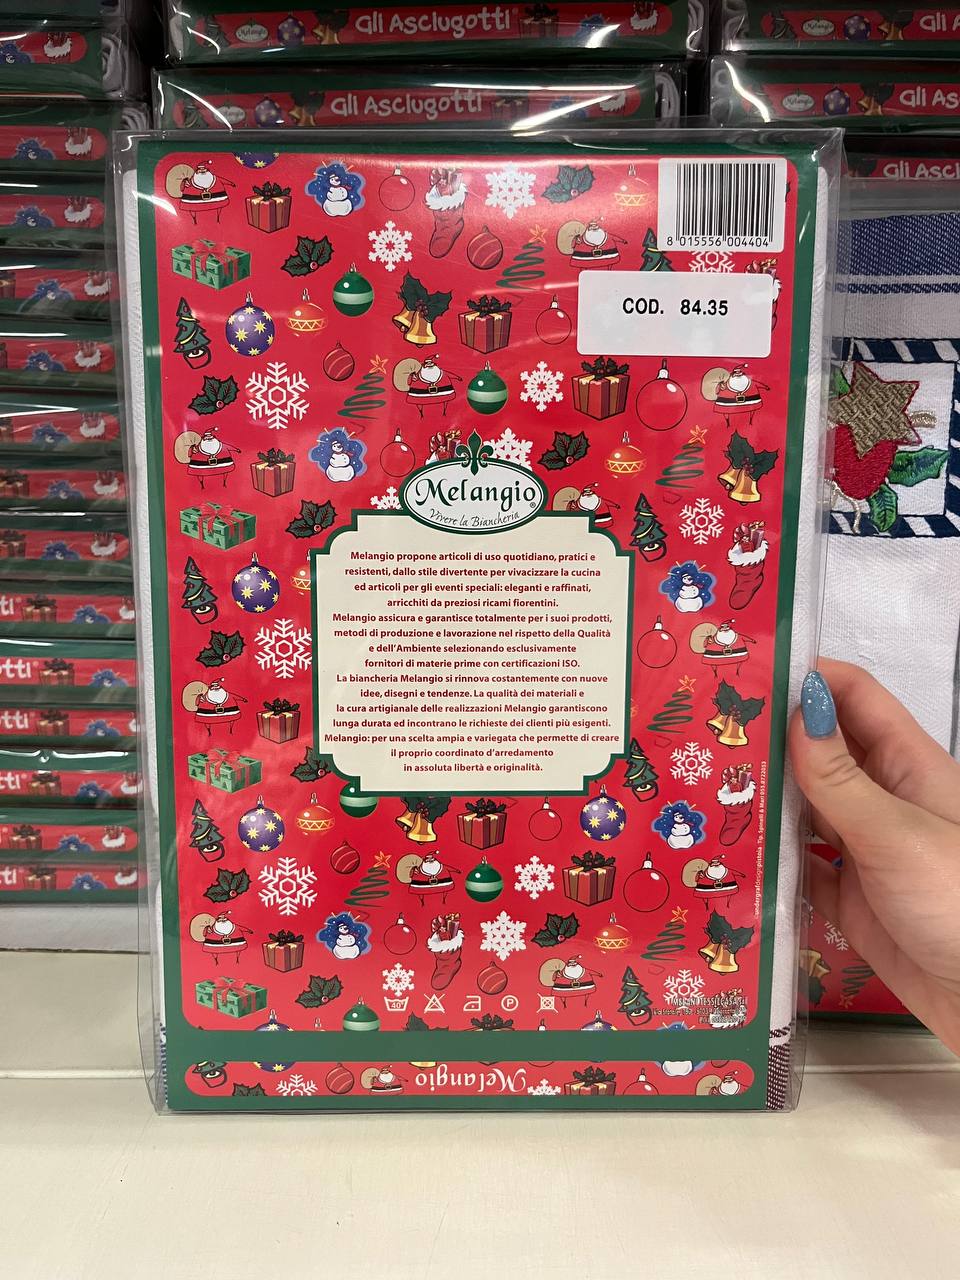 Gli Asciugotti
Gli Asciugotti
Gli As
Gli Asci
8 015556 004404
COD. 84.35
Melangio®
Vivere la Biancheria
Melangio propone articoli di uso quotidiano, pratici e
resistenti, dallo stile divertente per vivacizzare la cucina
ed articoli per gli eventi speciali: eleganti e raffinati,
arricchiti da preziosi ricami fiorentini.
Melangio assicura e garantisce totalmente per i suoi prodotti,
metodi di produzione e lavorazione nel rispetto della Qualità
e dell'Ambiente selezionando esclusivamente
fornitori di materie prime con certificazioni ISO.
La biancheria Melangio si rinnova costantemente con nuove
idee, disegni e tendenze. La qualità dei materiali e
la cura artigianale delle realizzazioni Melangio garantiscono
lunga durata ed incontrano le richieste dei clienti più esigenti.
Melangio: per una scelta ampia e variegata che permette di creare
il proprio coordinato d'arredamento
in assoluta libertà e originalità.
40°
P
Melangio